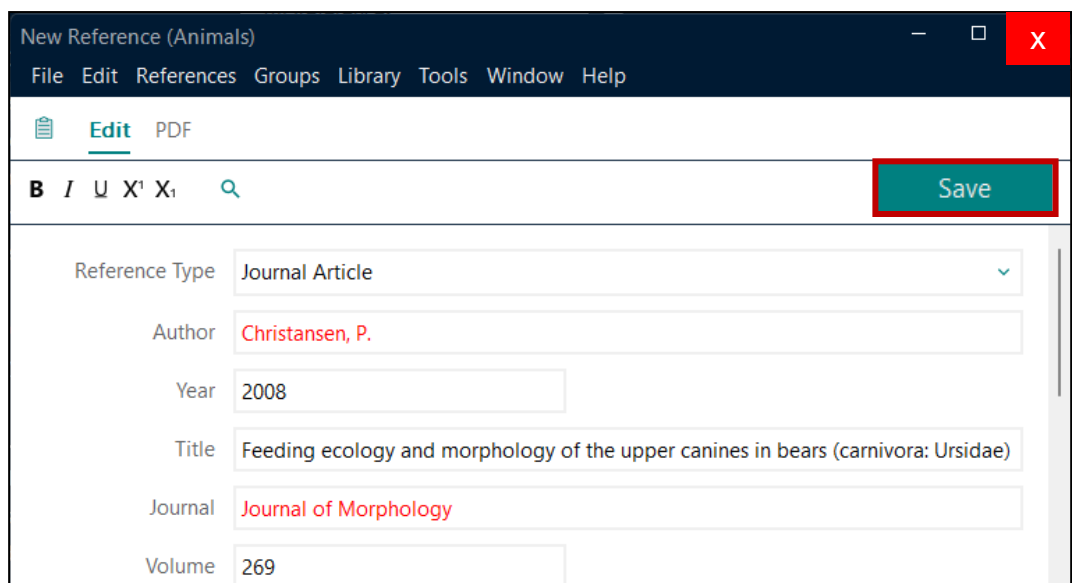 New Reference (Animals) X
File Edit References Groups Library Tools Window Help
Edit PDF
B I U X¹ X₁ Save
Reference Type Journal Article
Author Christansen, P.
Year 2008
Title Feeding ecology and morphology of the upper canines in bears (carnivora: Ursidae)
Journal Journal of Morphology
Volume 269